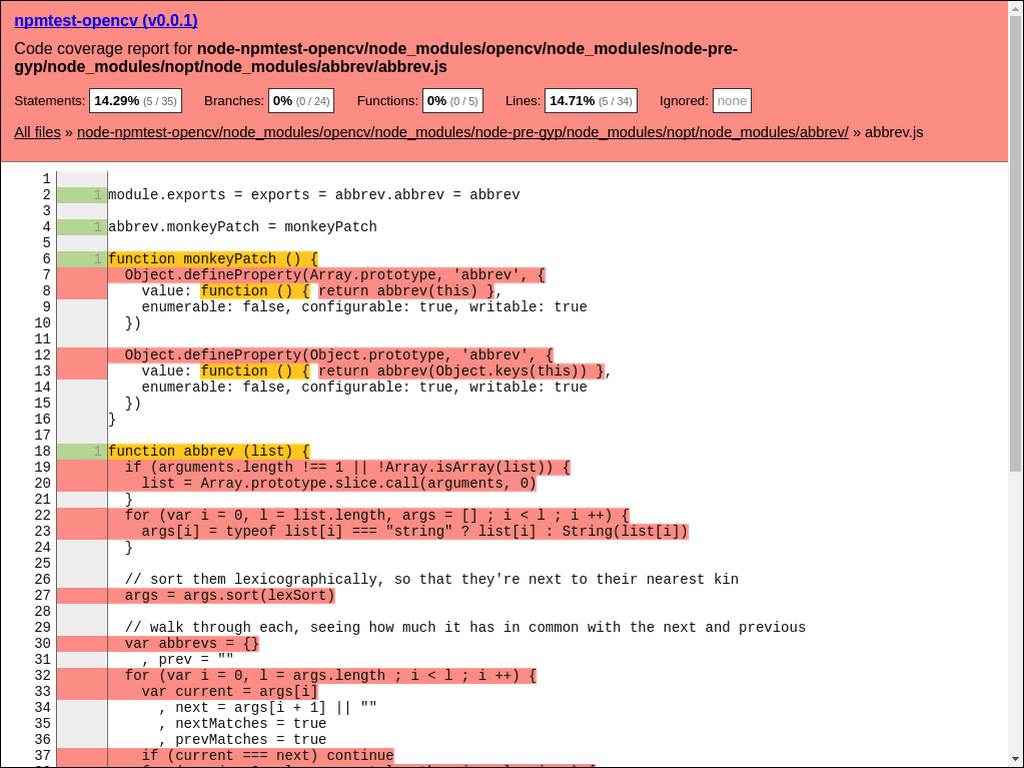 npmtest-opencv (v0.0.1)
Code coverage report for node-npmtest-opencv/node_modules/opencv/node_modules/node-pre-
gyp/node_modules/nopt/node_modules/abbrev/abbrev.js
Statements: 14.29% (5 / 35) Branches: 0% (0 / 24) Functions: 0% (0 / 5) Lines: 14.71% (5 / 34) Ignored: none
All files » node-npmtest-opencv/node_modules/opencv/node_modules/node-pre-gyp/node_modules/nopt/node_modules/abbrev/ » abbrev.js
1
2 1 module.exports = exports = abbrev.abbrev = abbrev
3
4 1 abbrev.monkeyPatch = monkeyPatch
5
6 1 function monkeyPatch () {
7   Object.defineProperty(Array.prototype, 'abbrev', {
8     value: function () { return abbrev(this) },
9     enumerable: false, configurable: true, writable: true
10   })
11
12   Object.defineProperty(Object.prototype, 'abbrev', {
13     value: function () { return abbrev(Object.keys(this)) },
14     enumerable: false, configurable: true, writable: true
15   })
16 }
17
18 1 function abbrev (list) {
19   if (arguments.length !== 1 || !Array.isArray(list)) {
20     list = Array.prototype.slice.call(arguments, 0)
21   }
22   for (var i = 0, l = list.length, args = [] ; i < l ; i ++) {
23     args[i] = typeof list[i] === "string" ? list[i] : String(list[i])
24   }
25
26   // sort them lexicographically, so that they're next to their nearest kin
27   args = args.sort(lexSort)
28
29   // walk through each, seeing how much it has in common with the next and previous
30   var abbrevs = {}
31     , prev = ""
32   for (var i = 0, l = args.length ; i < l ; i ++) {
33     var current = args[i]
34       , next = args[i + 1] || ""
35       , nextMatches = true
36       , prevMatches = true
37     if (current === next) continue